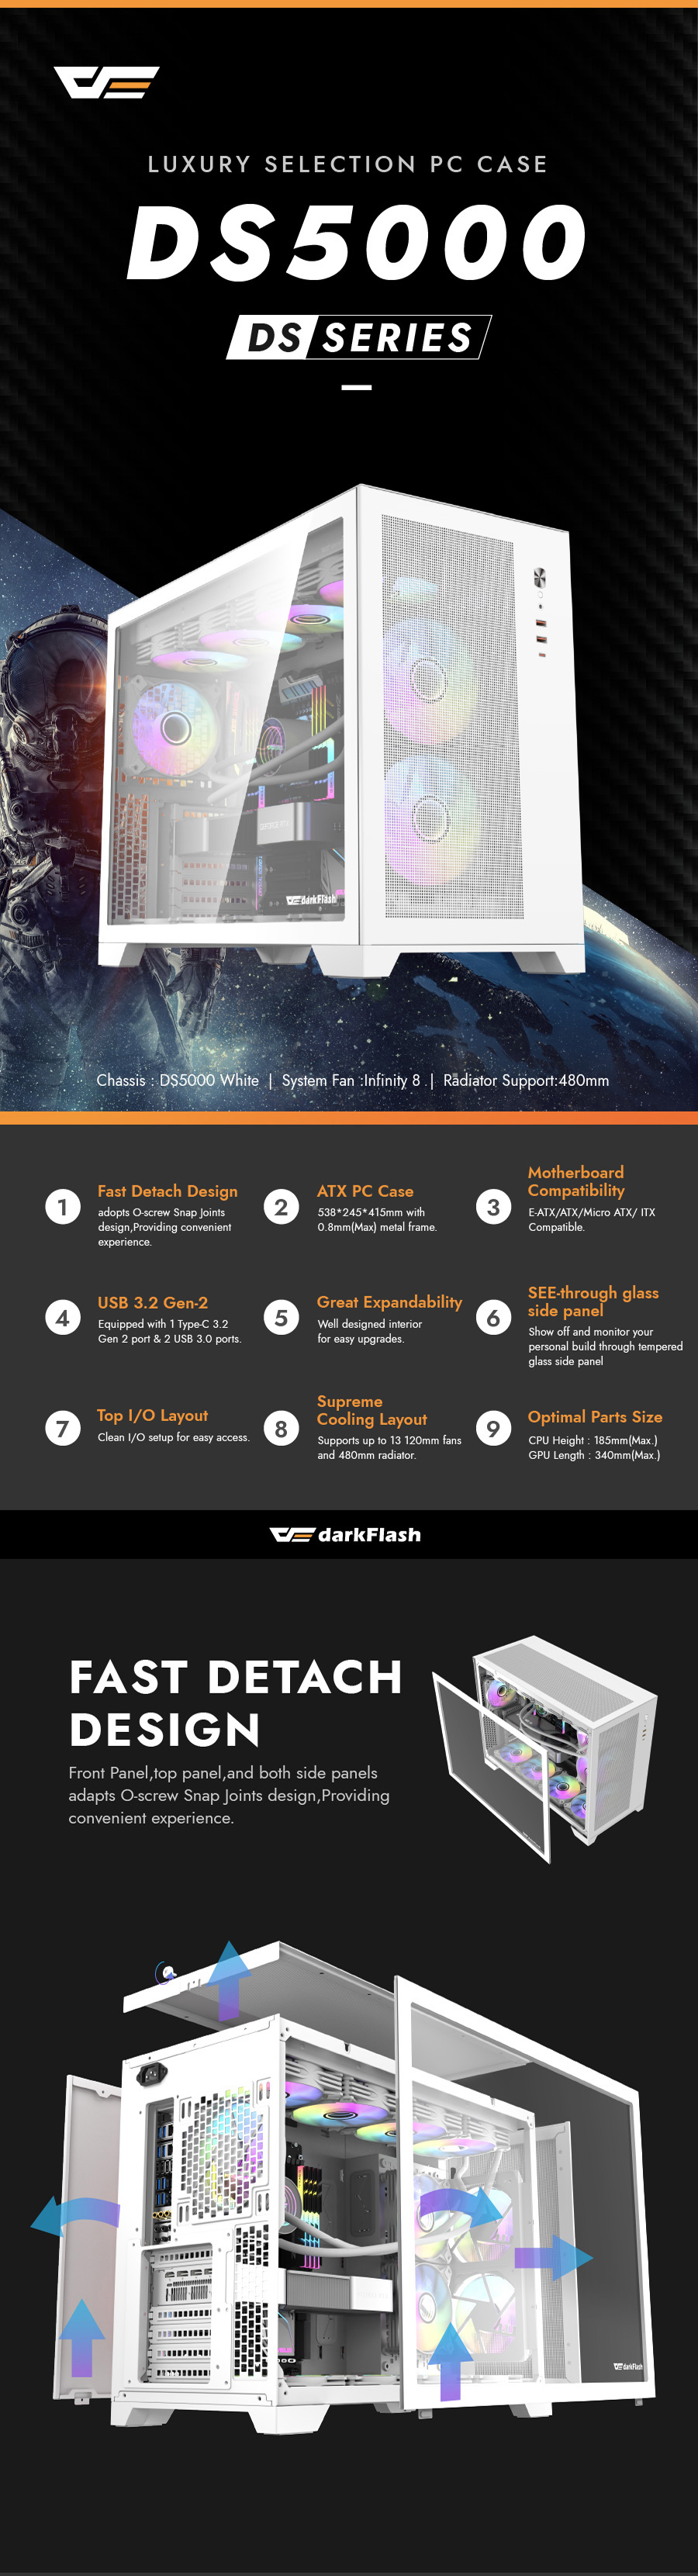 LUXURY SELECTION PC CASE
DS5000
DS SERIES
darkFlash
Chassis : DS5000 White | System Fan :Infinity 8 | Radiator Support:480mm
1
Fast Detach Design
adopts O-screw Snap Joints
design,Providing convenient
experience.
2
ATX PC Case
538*245*415mm with
0.8mm(Max) metal frame.
3
Motherboard
Compatibility
E-ATX/ATX/Micro ATX/ ITX
Compatible.
4
USB 3.2 Gen-2
Equipped with 1 Type-C 3.2
Gen 2 port & 2 USB 3.0 ports.
5
Great Expandability
Well designed interior
for easy upgrades.
6
SEE-through glass
side panel
Show off and monitor your
personal build through tempered
glass side panel
7
Top I/O Layout
Clean I/O setup for easy access.
8
Supreme
Cooling Layout
Supports up to 13 120mm fans
and 480mm radiator.
9
Optimal Parts Size
CPU Height : 185mm(Max.)
GPU Length : 340mm(Max.)
darkFlash
FAST DETACH
DESIGN
Front Panel,top panel,and both side panels
adapts O-screw Snap Joints design,Providing
convenient experience.
darkFlash